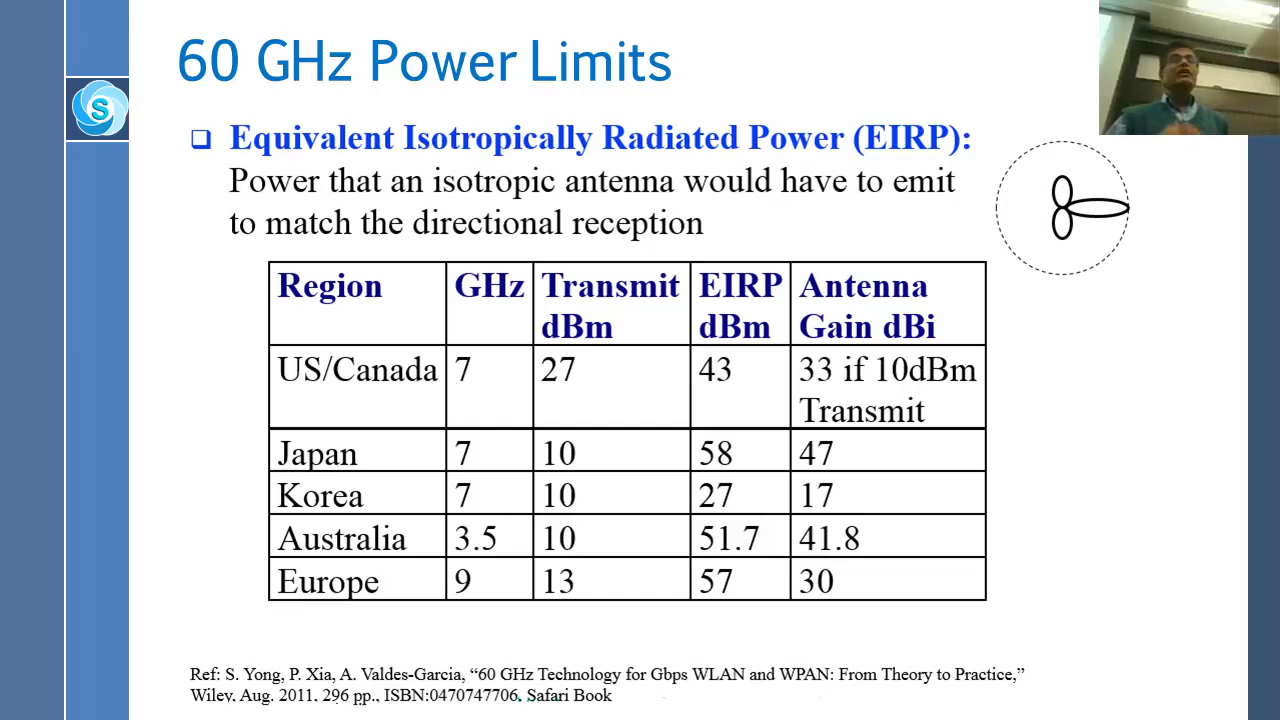 60 GHz Power Limits
S
Equivalent Isotropically Radiated Power (EIRP):
Power that an isotropic antenna would have to emit
to match the directional reception
Region GHz Transmit dBm EIRP dBm Antenna Gain dBi
US/Canada 7 27 43 33 if 10dBm Transmit
Japan 7 10 58 47
Korea 7 10 27 17
Australia 3.5 10 51.7 41.8
Europe 9 13 57 30
Ref: S. Yong, P. Xia, A. Valdes-Garcia, “60 GHz Technology for Gbps WLAN and WPAN: From Theory to Practice,”
Wiley, Aug. 2011, 296 pp., ISBN:0470747706, Safari Book